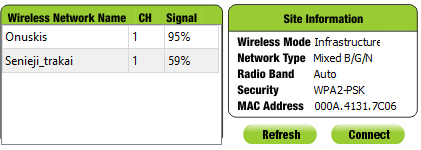 Wireless Network Name CH Signal
Onuskis 1 95%
Senieji_trakai 1 59%
Site Information
Wireless Mode Infrastructure
Network Type Mixed B/G/N
Radio Band Auto
Security WPA2-PSK
MAC Address 000A.4131.7C06
Refresh Connect